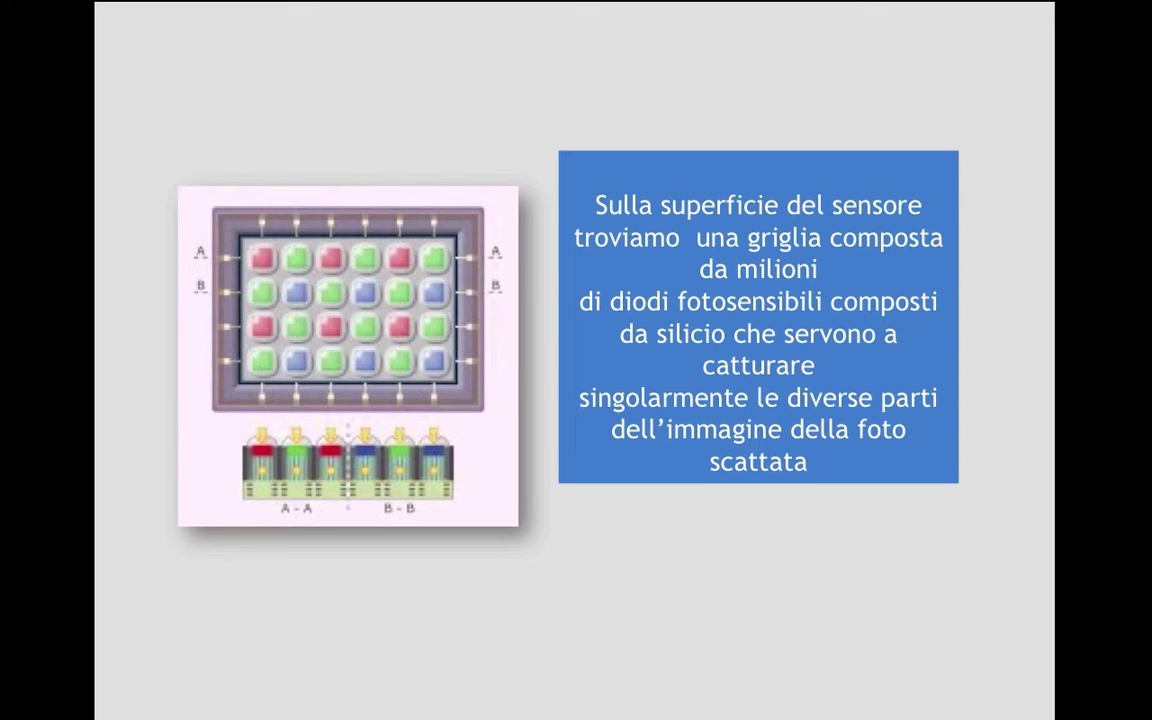 A
A
B
B
A - A
B - B
Sulla superficie del sensore
troviamo  una griglia composta
da milioni
di diodi fotosensibili composti
da silicio che servono a
catturare
singolarmente le diverse parti
dell’immagine della foto
scattata